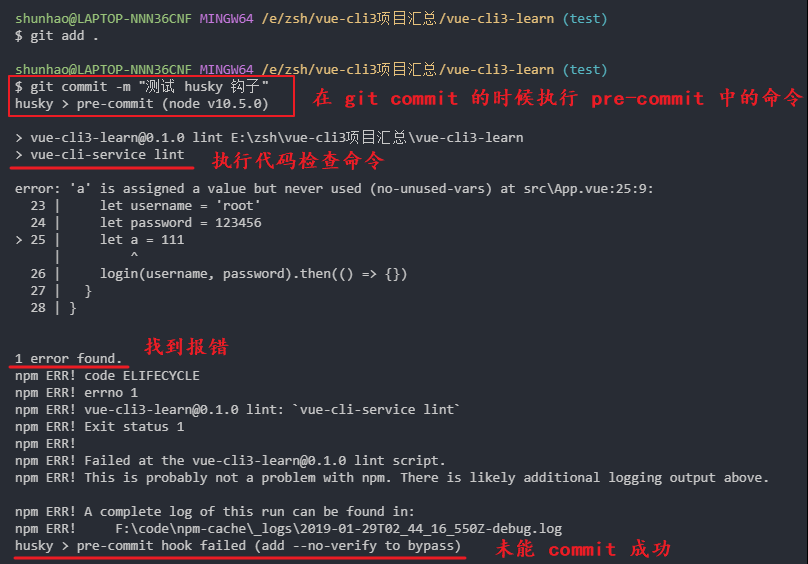 shunhao@LAPTOP-NNN36CNF MINGW64 /e/zsh/vue-cli3项目汇总/vue-cli3-learn (test)
$ git add .
shunhao@LAPTOP-NNN36CNF MINGW64 /e/zsh/vue-cli3项目汇总/vue-cli3-learn (test)
$ git commit -m "测试 husky 钩子"
husky > pre-commit (node v10.5.0)
在 git commit 的时候执行 pre-commit 中的命令
> vue-cli3-learn@0.1.0 lint E:\zsh\vue-cli3项目汇总\vue-cli3-learn
> vue-cli-service lint
执行代码检查命令
error: 'a' is assigned a value but never used (no-unused-vars) at src\App.vue:25:9:
  23 |     let username = 'root'
  24 |     let password = 123456
> 25 |     let a = 111
     |         ^
  26 |     login(username, password).then(() => {})
  27 |   }
  28 | }
找到报错
1 error found.
npm ERR! code ELIFECYCLE
npm ERR! errno 1
npm ERR! vue-cli3-learn@0.1.0 lint: `vue-cli-service lint`
npm ERR! Exit status 1
npm ERR!
npm ERR! Failed at the vue-cli3-learn@0.1.0 lint script.
npm ERR! This is probably not a problem with npm. There is likely additional logging output above.
npm ERR! A complete log of this run can be found in:
npm ERR!     F:\code\npm-cache\_logs\2019-01-29T02_44_16_550Z-debug.log
husky > pre-commit hook failed (add --no-verify to bypass)
未能 commit 成功